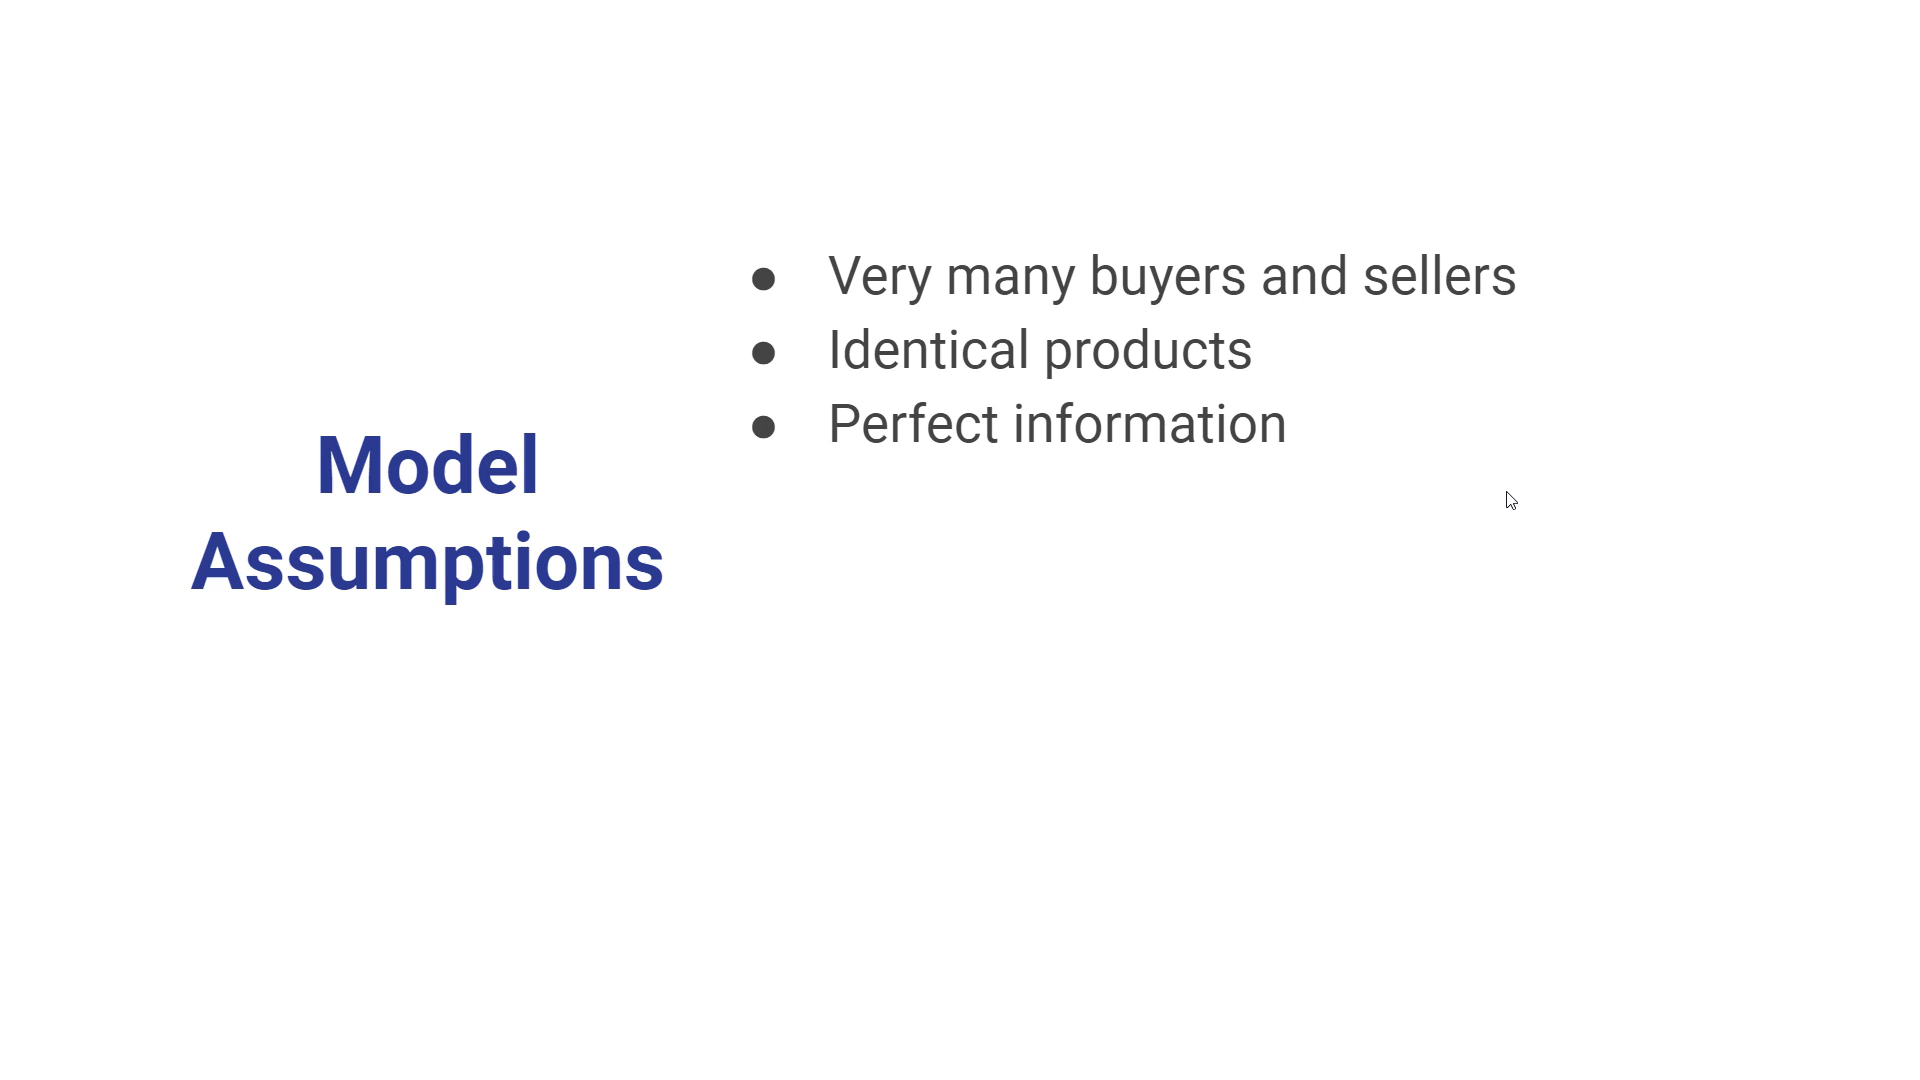 Model
Assumptions
● Very many buyers and sellers
● Identical products
● Perfect information